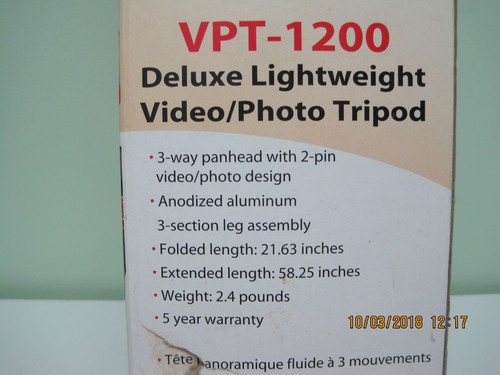 VPT-1200
Deluxe Lightweight
Video/Photo Tripod
• 3-way panhead with 2-pin
video/photo design
• Anodized aluminum
3-section leg assembly
• Folded length: 21.63 inches
• Extended length: 58.25 inches
• Weight: 2.4 pounds
• 5 year warranty
• Tête anoramique fluide à 3 mouvements
10/03/2018 12:17